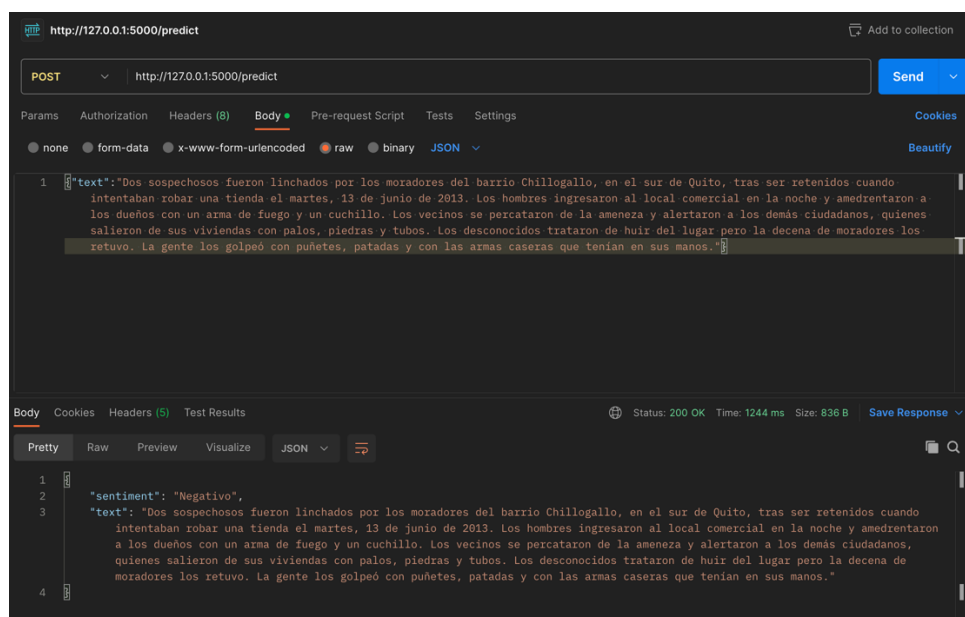 HTTP http://127.0.0.1:5000/predict Add to collection
POST http://127.0.0.1:5000/predict Send
Params Authorization Headers (8) Body Pre-request Script Tests Settings Cookies
none form-data x-www-form-urlencoded raw binary JSON Beautify
1 {"text":"Dos sospechosos fueron linchados por los moradores del barrio Chillogallo, en el sur de Quito, tras ser retenidos cuando
intentaban robar una tienda el martes, 13 de junio de 2013. Los hombres ingresaron al local comercial en la noche y amedrentaron a
los dueños con un arma de fuego y un cuchillo. Los vecinos se percataron de la ameneza y alertaron a los demás ciudadanos, quienes
salieron de sus viviendas con palos, piedras y tubos. Los desconocidos trataron de huir del lugar pero la decena de moradores los
retuvo. La gente los golpeó con puñetes, patadas y con las armas caseras que tenían en sus manos."}
Body Cookies Headers (5) Test Results Status: 200 OK Time: 1244 ms Size: 836 B Save Response
Pretty Raw Preview Visualize JSON
1 {
2 "sentiment": "Negativo",
3 "text": "Dos sospechosos fueron linchados por los moradores del barrio Chillogallo, en el sur de Quito, tras ser retenidos cuando
intentaban robar una tienda el martes, 13 de junio de 2013. Los hombres ingresaron al local comercial en la noche y amedrentaron
a los dueños con un arma de fuego y un cuchillo. Los vecinos se percataron de la ameneza y alertaron a los demás ciudadanos,
quienes salieron de sus viviendas con palos, piedras y tubos. Los desconocidos trataron de huir del lugar pero la decena de
moradores los retuvo. La gente los golpeó con puñetes, patadas y con las armas caseras que tenían en sus manos."
4 }